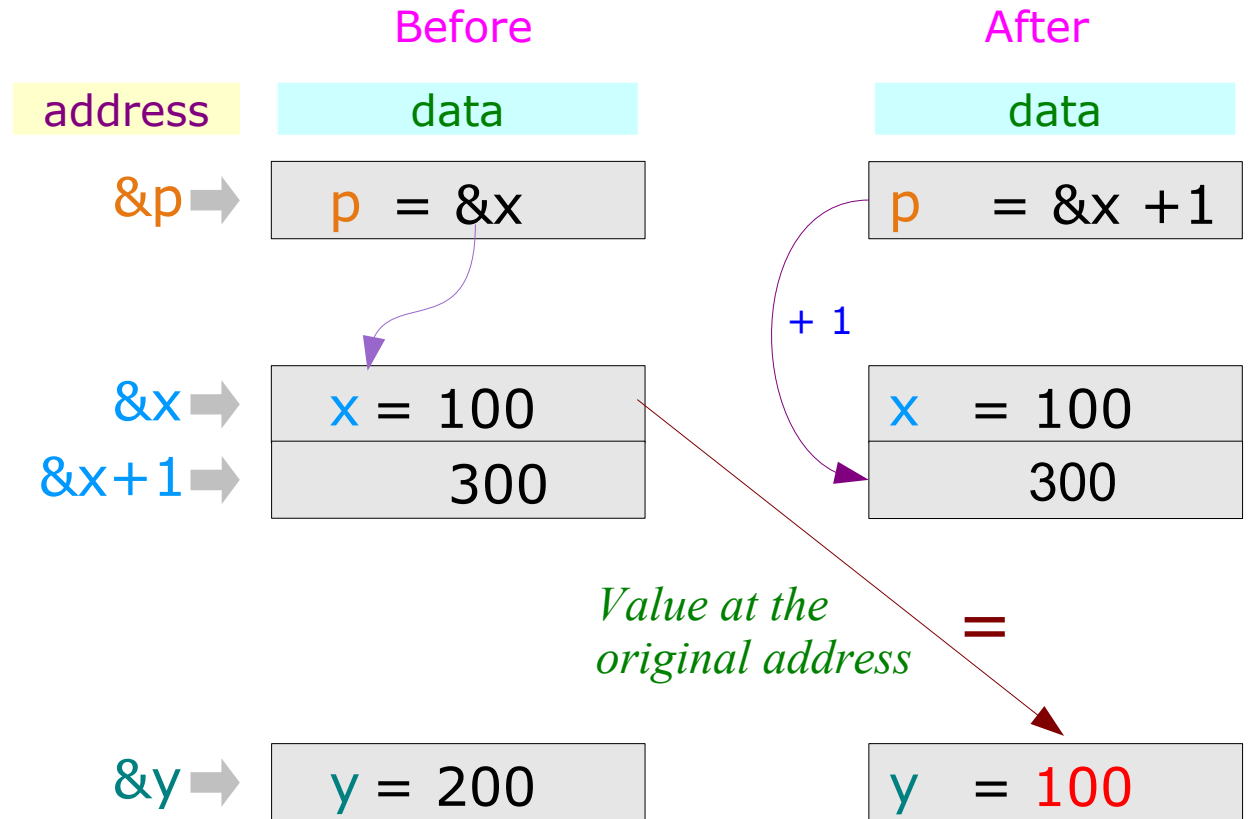 Before After
address data data
&p p = &x p = &x +1
+ 1
&x x = 100 x = 100
&x+1 300 300
Value at the =
original address
&y y = 200 y = 100